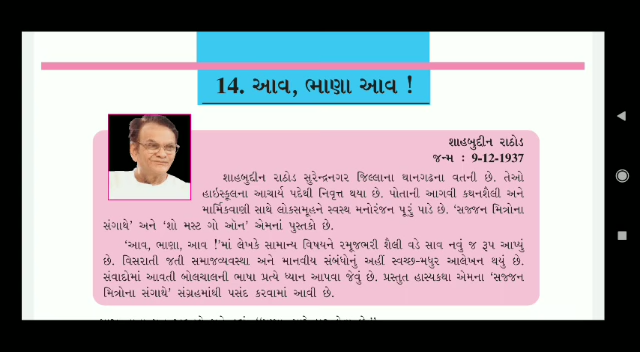 14. આવ, ભાણા આવ !
શાહબુદ્દીન રાઠોડ
જન્મ : 9-12-1937
શાહબુદ્દીન રાઠોડ સુરેન્દ્રનગર જિલ્લાના થાનગઢના વતની છે. તેઓ
હાઈસ્કૂલના આચાર્ય પદેથી નિવૃત્ત થયા છે. પોતાની આગવી કથનશૈલી અને
માર્મિકવાણી સાથે લોકસમૂહને સ્વસ્થ મનોરંજન પૂરું પાડે છે. ‘સજ્જન મિત્રોના
સંગાથે’ અને ‘શો મસ્ટ ગો ઓન’ એમનાં પુસ્તકો છે.
‘આવ, ભાણા, આવ !’માં લેખકે સામાન્ય વિષયને રમૂજભરી શૈલી વડે સાવ નવું જ રૂપ આપ્યું
છે. વિસરાતી જતી સમાજવ્યવસ્થા અને માનવીય સંબંધોનું અહીં સ્વચ્છ-મધુર આલેખન થયું છે.
સંવાદોમાં આવતી બોલચાલની ભાષા પ્રત્યે ધ્યાન આપવા જેવું છે. પ્રસ્તુત હાસ્યકથા એમના ‘સજ્જન
મિત્રોના સંગાથે’ સંગ્રહમાંથી પસંદ કરવામાં આવી છે.